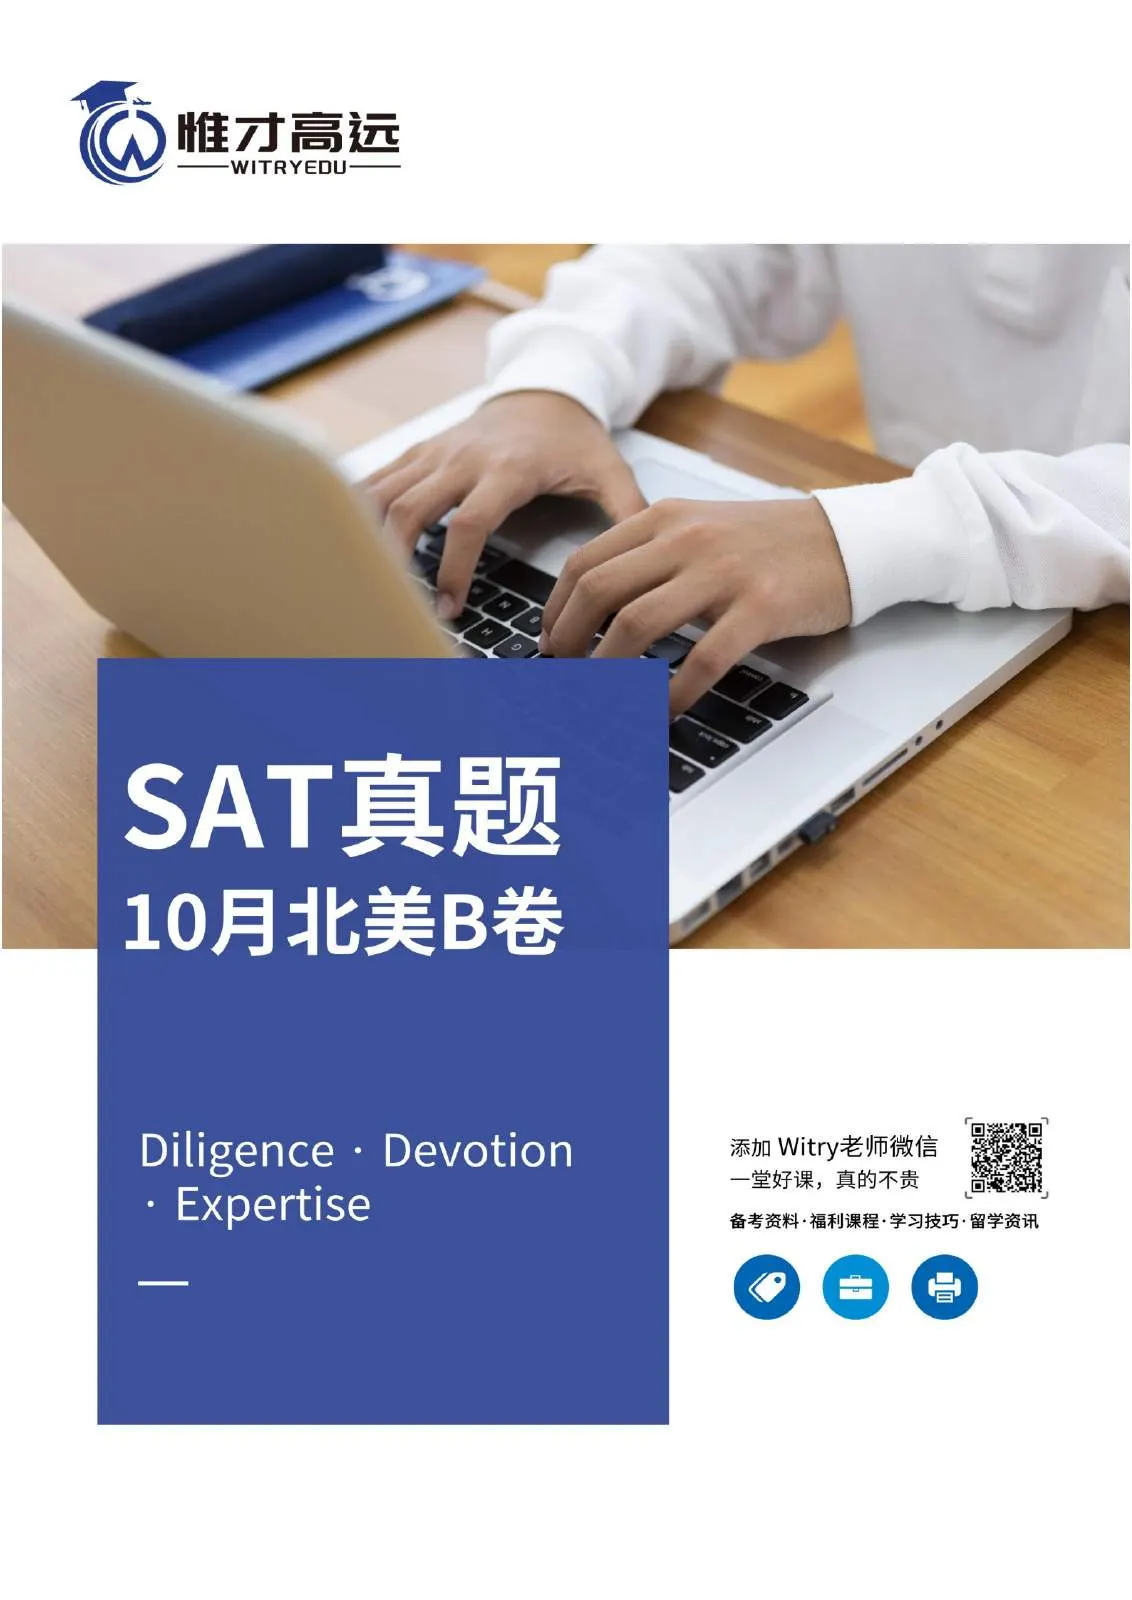 惟才高远
WITRYEDU
SAT真题
10月北美B卷
Diligence · Devotion
· Expertise
添加 Witry老师微信
一堂好课，真的不贵
备考资料·福利课程·学习技巧·留学资讯